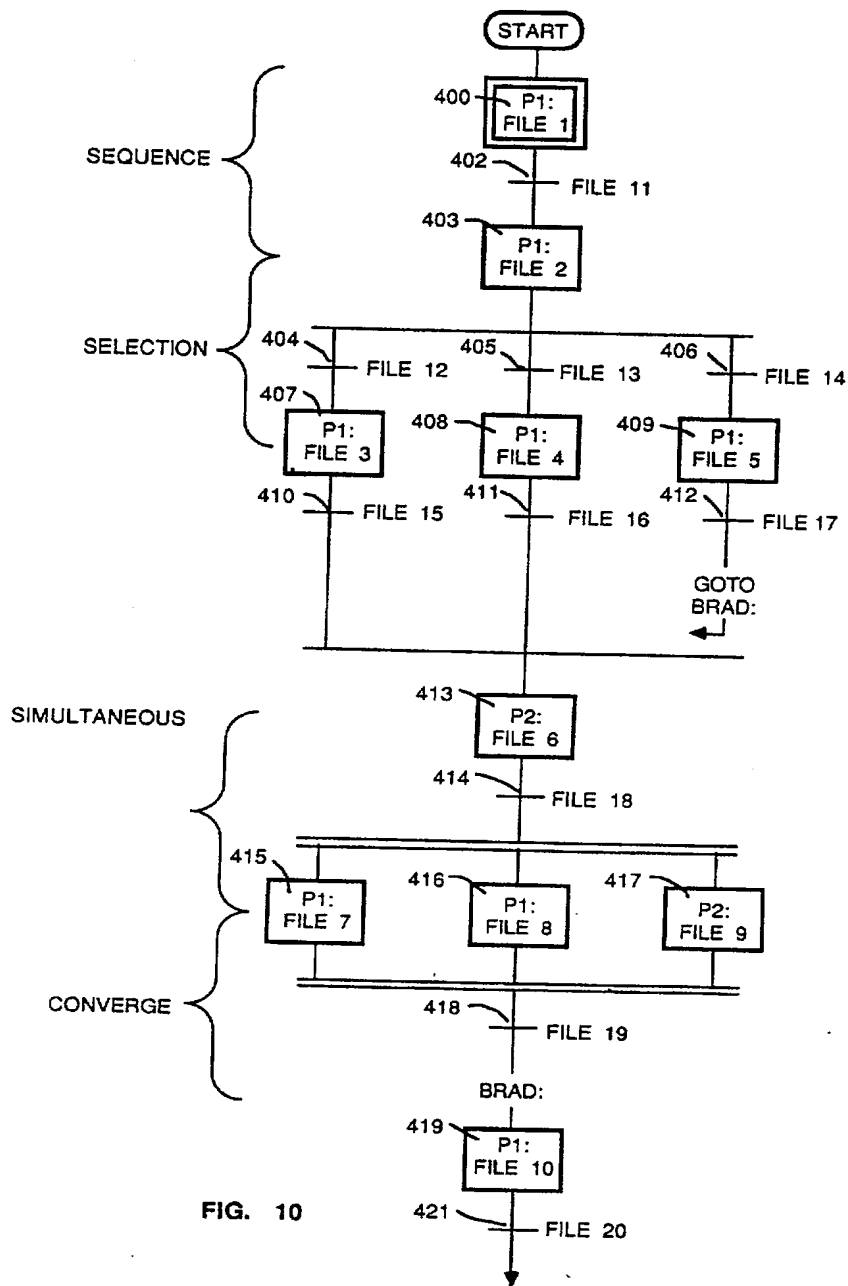 START
400
P1:
FILE 1
SEQUENCE
402
FILE 11
403
P1:
FILE 2
SELECTION
404
FILE 12
405
FILE 13
406
FILE 14
407
P1:
FILE 3
408
P1:
FILE 4
409
P1:
FILE 5
410
FILE 15
411
FILE 16
412
FILE 17
GOTO
BRAD:
413
P2:
FILE 6
SIMULTANEOUS
414
FILE 18
415
P1:
FILE 7
416
P1:
FILE 8
417
P2:
FILE 9
CONVERGE
418
FILE 19
BRAD:
419
P1:
FILE 10
FIG. 10
421
FILE 20